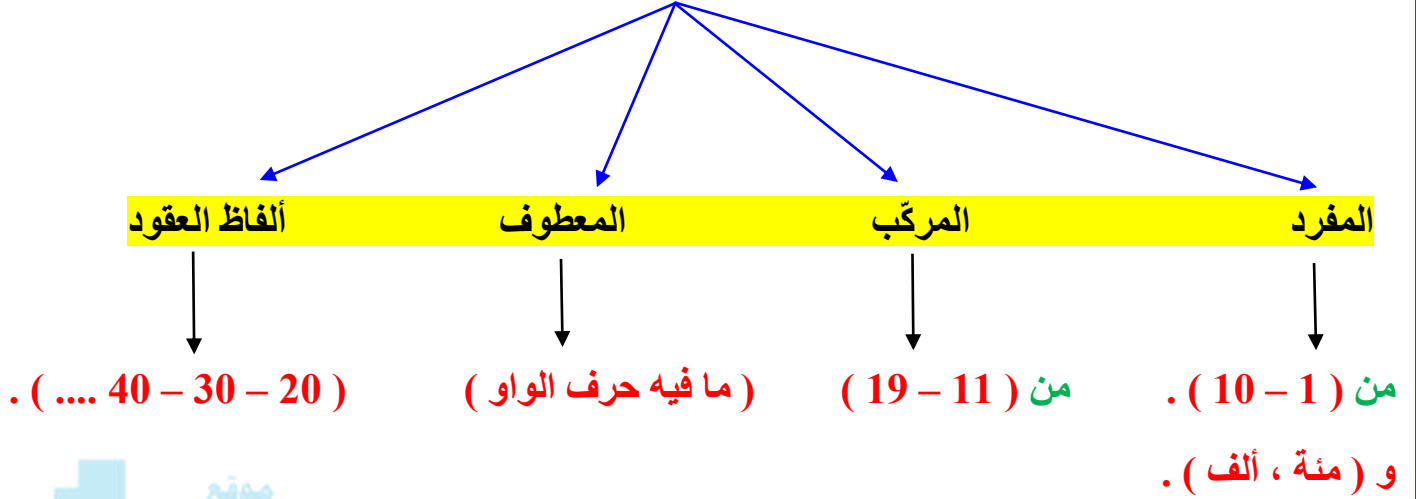 المفرد المركّب المعطوف ألفاظ العقود
من ( 1 – 10 ) . من ( 11 – 19 ) ( ما فيه حرف الواو ) ( 20 – 30 – 40 .... ) .
و ( مئة ، ألف ) .
موقع